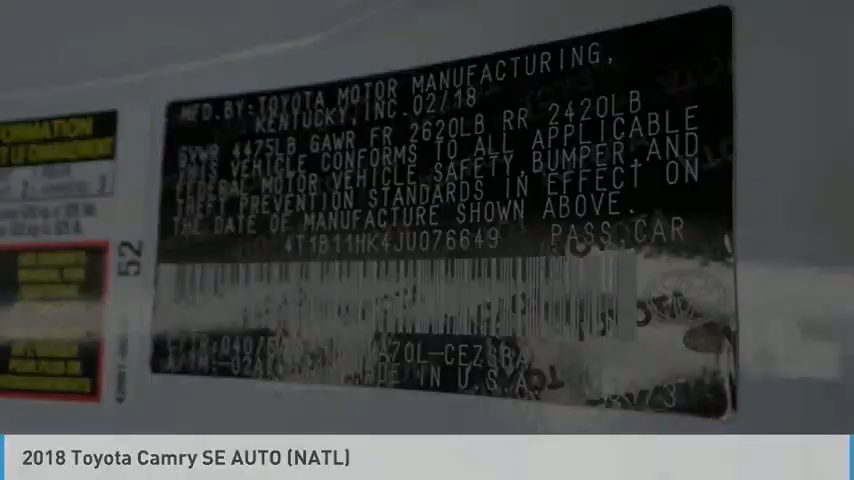 MFD.BY:TOYOTA MOTOR MANUFACTURING,
KENTUCKY,INC.02/18
GVWR 4475LB GAWR FR 2620LB RR 2420LB
THIS VEHICLE CONFORMS TO ALL APPLICABLE
FEDERAL MOTOR VEHICLE SAFETY,BUMPER,AND
THEFT PREVENTION STANDARDS IN EFFECT ON
THE DATE OF MANUFACTURE SHOWN ABOVE.
4T1B11HK4JU076649 PASS.CAR
MADE IN U.S.A.
52
2018 Toyota Camry SE AUTO (NATL)